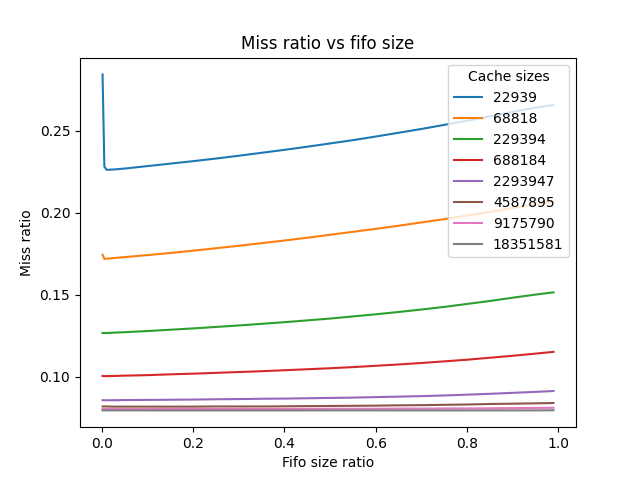 Miss ratio vs fifo size
Cache sizes
22939
68818
229394
688184
2293947
4587895
9175790
18351581
Miss ratio
0.25
0.20
0.15
0.10
0.0 0.2 0.4 0.6 0.8 1.0
Fifo size ratio